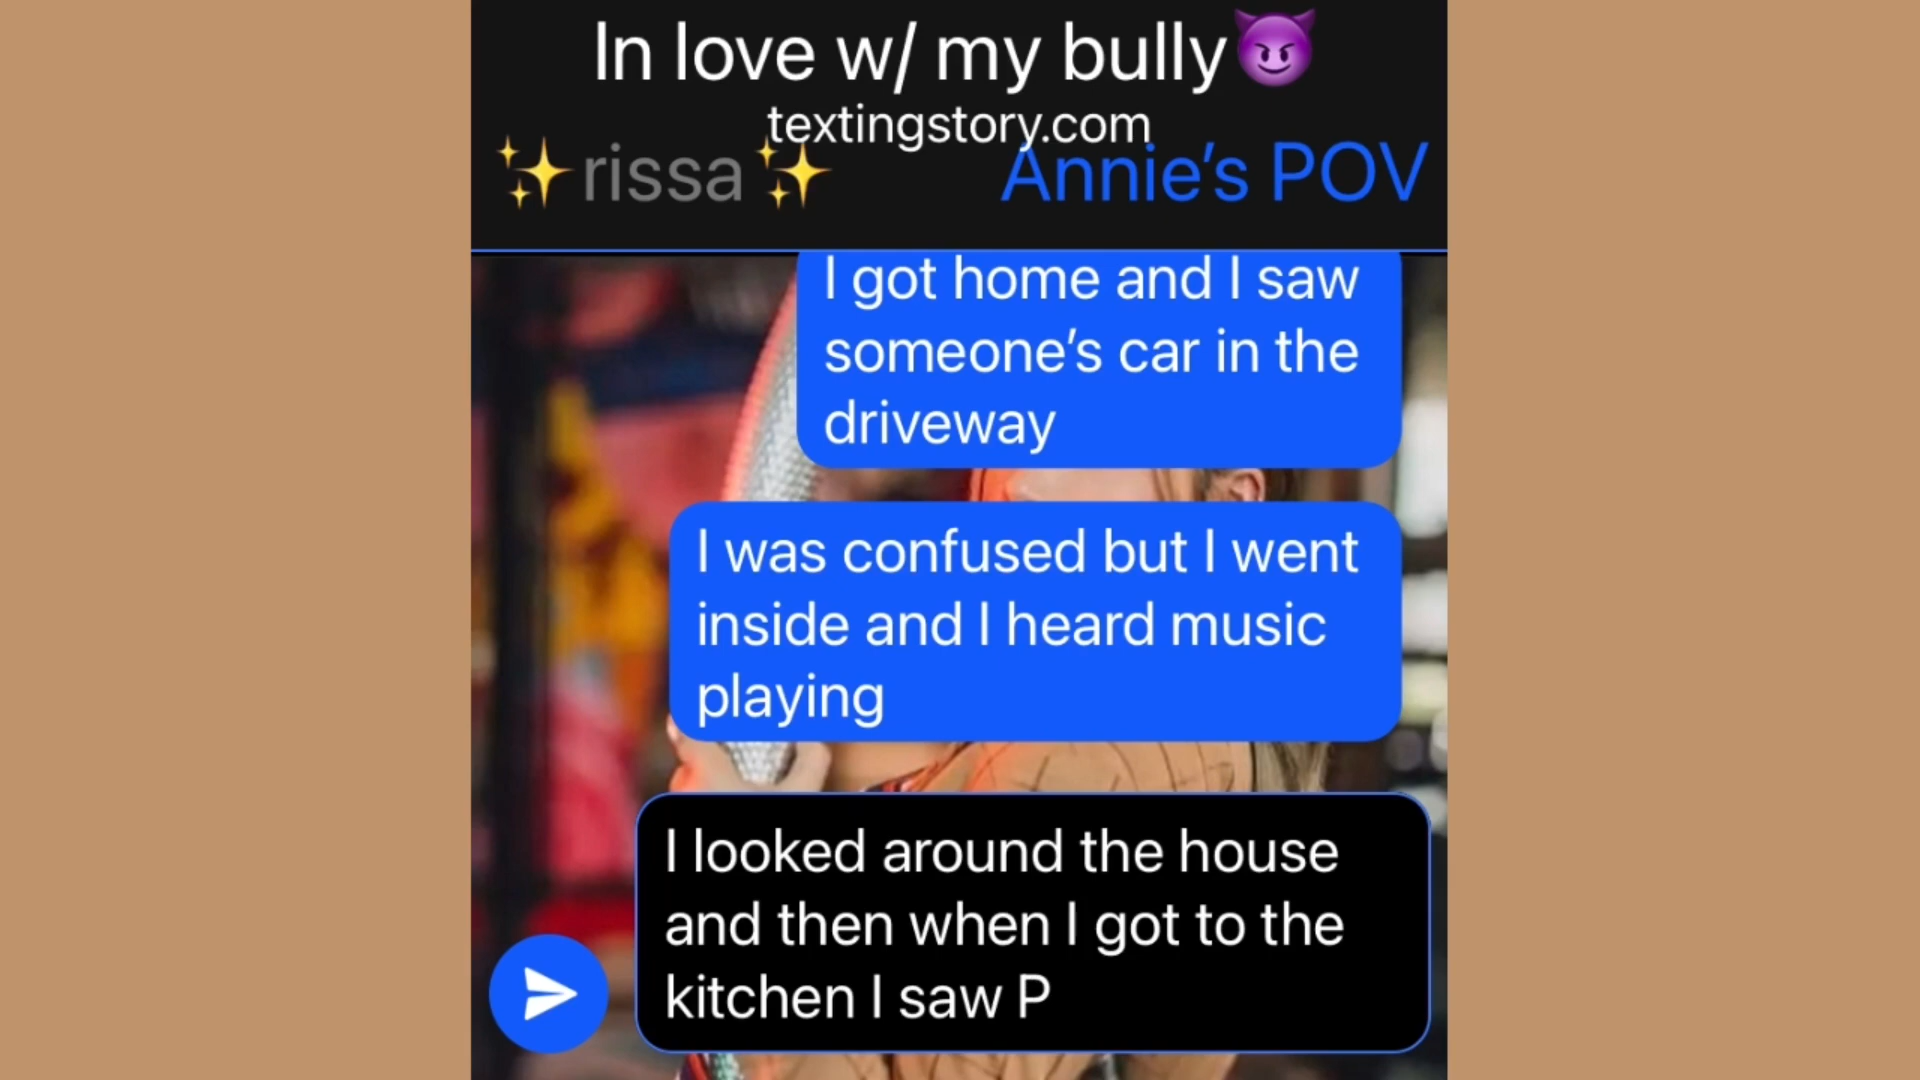 In love w/ my bully😈
textingstory.com
✨rissa✨ Annie’s POV
I got home and I saw
someone’s car in the
driveway
I was confused but I went
inside and I heard music
playing
I looked around the house
and then when I got to the
kitchen I saw P